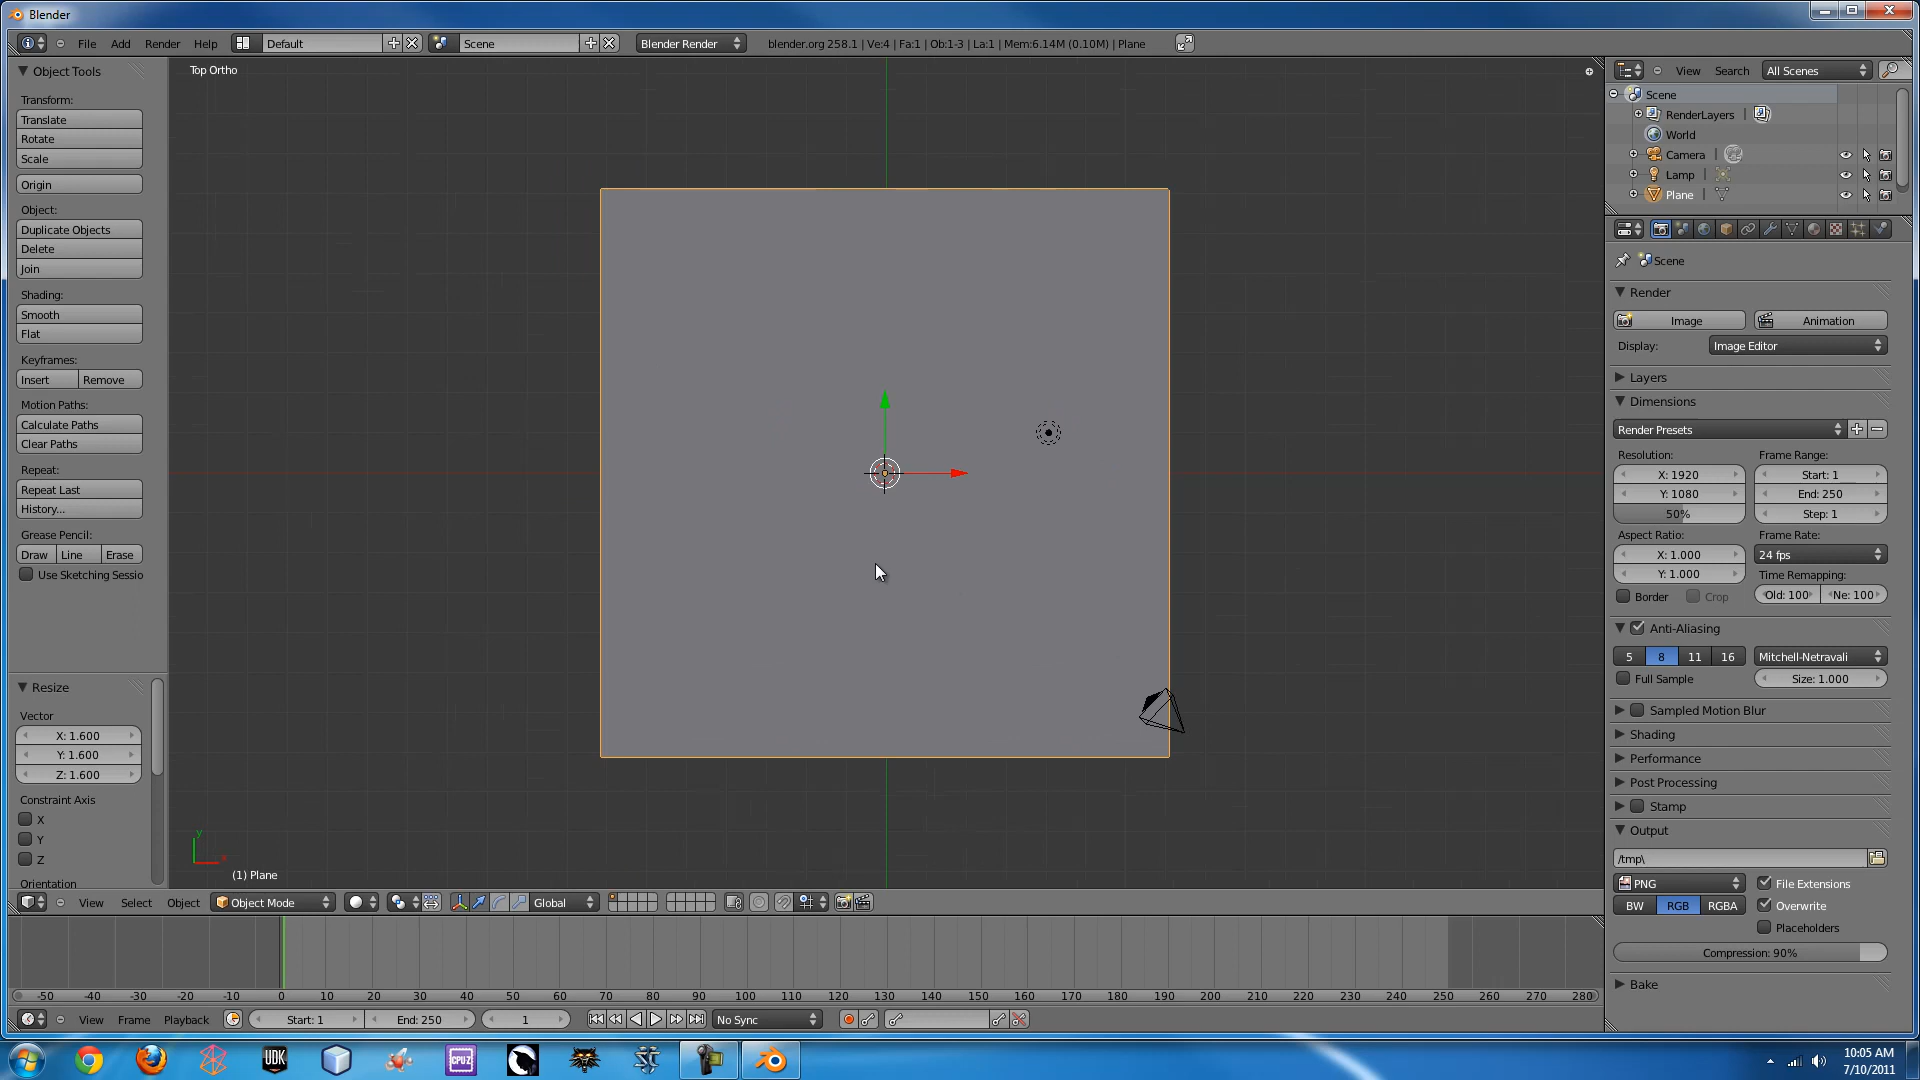 Blender
File Add Render Help Default Scene Blender Render blender.org 258.1 | Ve:4 | Fa:1 | Ob:1-3 | La:1 | Mem:6.14M (0.10M) | Plane
Object Tools
Transform:
Translate
Rotate
Scale
Origin
Object:
Duplicate Objects
Delete
Join
Shading:
Smooth
Flat
Keyframes:
Insert Remove
Motion Paths:
Calculate Paths
Clear Paths
Repeat:
Repeat Last
History...
Grease Pencil:
Draw Line Erase
Use Sketching Sessio
Resize
Vector
X: 1.600
Y: 1.600
Z: 1.600
Constraint Axis
X
Y
Z
Orientation
Top Ortho
y
x
(1) Plane
View Select Object Object Mode Global
-50 -40 -30 -20 -10 0 10 20 30 40 50 60 70 80 90 100 110 120 130 140 150 160 170 180 190 200 210 220 230 240 250 260 270 280
View Frame Playback Start: 1 End: 250 1 No Sync
View Search All Scenes
Scene
RenderLayers
World
Camera
Lamp
Plane
Scene
Render
Image Animation
Display: Image Editor
Layers
Dimensions
Render Presets
Resolution: Frame Range:
X: 1920 Start: 1
Y: 1080 End: 250
50% Step: 1
Aspect Ratio: Frame Rate:
X: 1.000 24 fps
Y: 1.000 Time Remapping:
Border Crop Old: 100 Ne: 100
Anti-Aliasing
5 8 11 16 Mitchell-Netravali
Full Sample Size: 1.000
Sampled Motion Blur
Shading
Performance
Post Processing
Stamp
Output
/tmp\
PNG File Extensions
BW RGB RGBA Overwrite
Placeholders
Compression: 90%
Bake
UDK
CPUZ
10:05 AM
7/10/2011